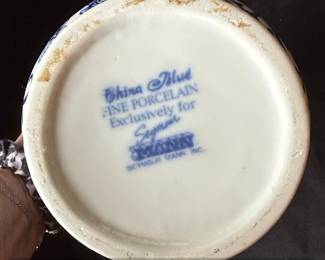 China Blue
FINE PORCELAIN
Exclusively for
Seymour
MANN
SEYMOUR MANN INC.